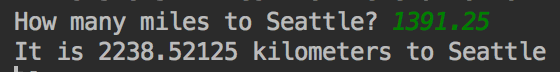 How many miles to Seattle? 1391.25
It is 2238.52125 kilometers to Seattle